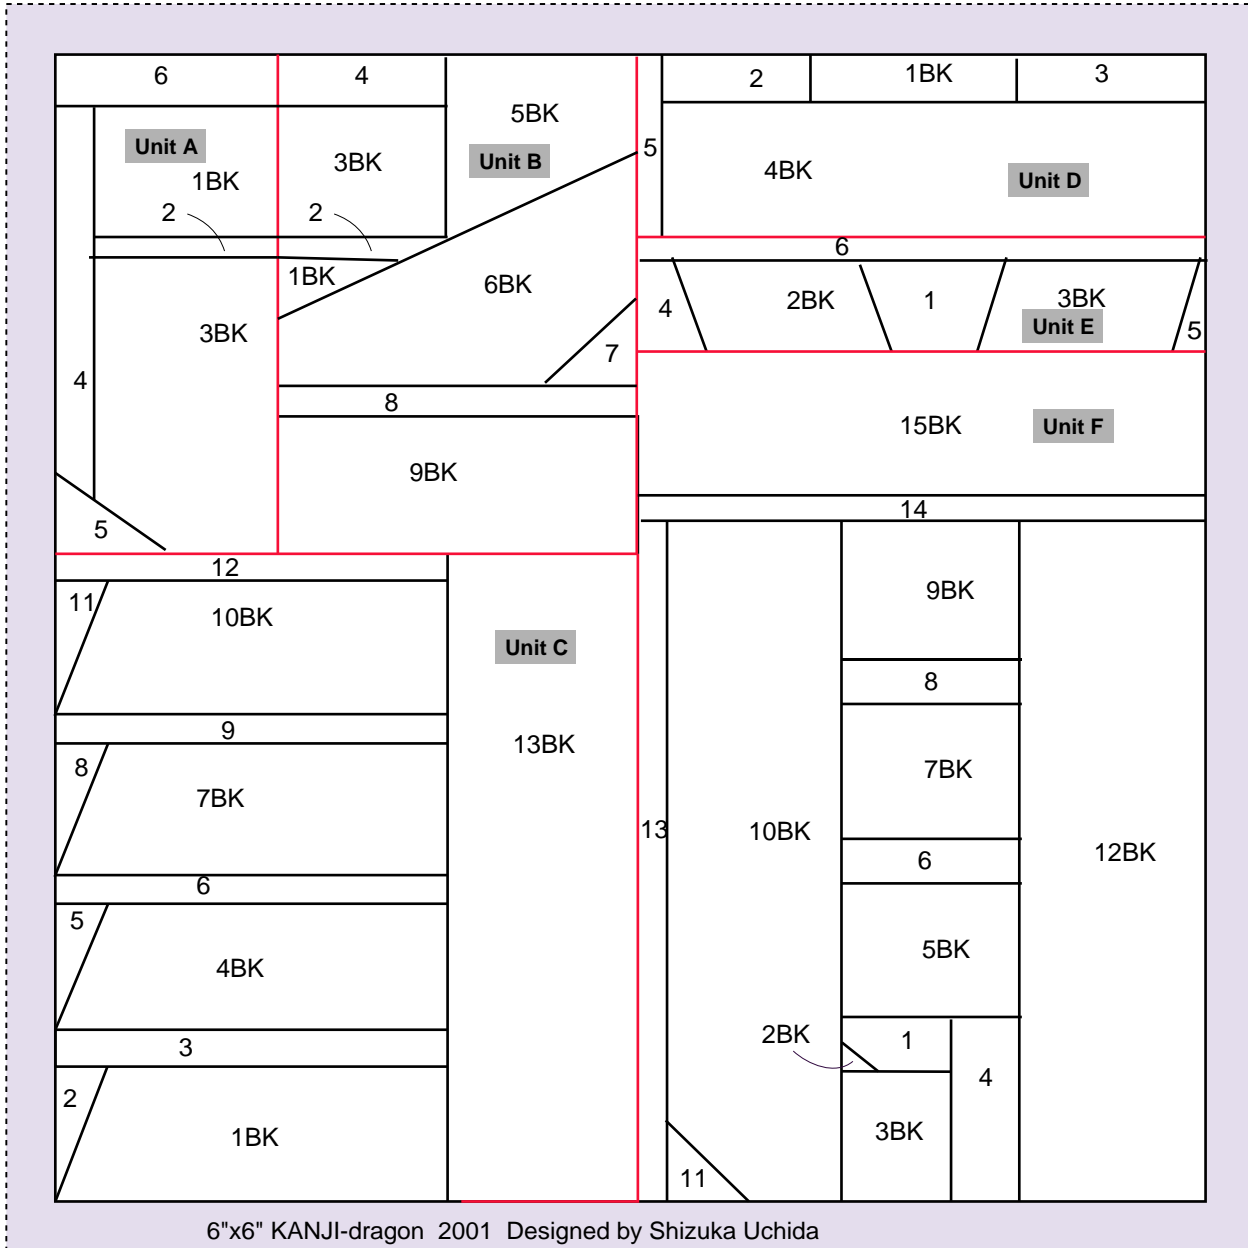 6
4
5BK
2
1BK
3
Unit A
1BK
3BK
Unit B
5
4BK
Unit D
2
2
6
1BK
6BK
3BK
4
2BK
1
3BK
Unit E
5
4
7
8
15BK
Unit F
9BK
5
14
12
11
10BK
Unit C
9BK
8
9
13BK
8
7BK
7BK
13
10BK
12BK
6
6
5
4BK
5BK
3
2BK
1
4
2
1BK
3BK
11
6"x6" KANJI-dragon 2001 Designed by Shizuka Uchida